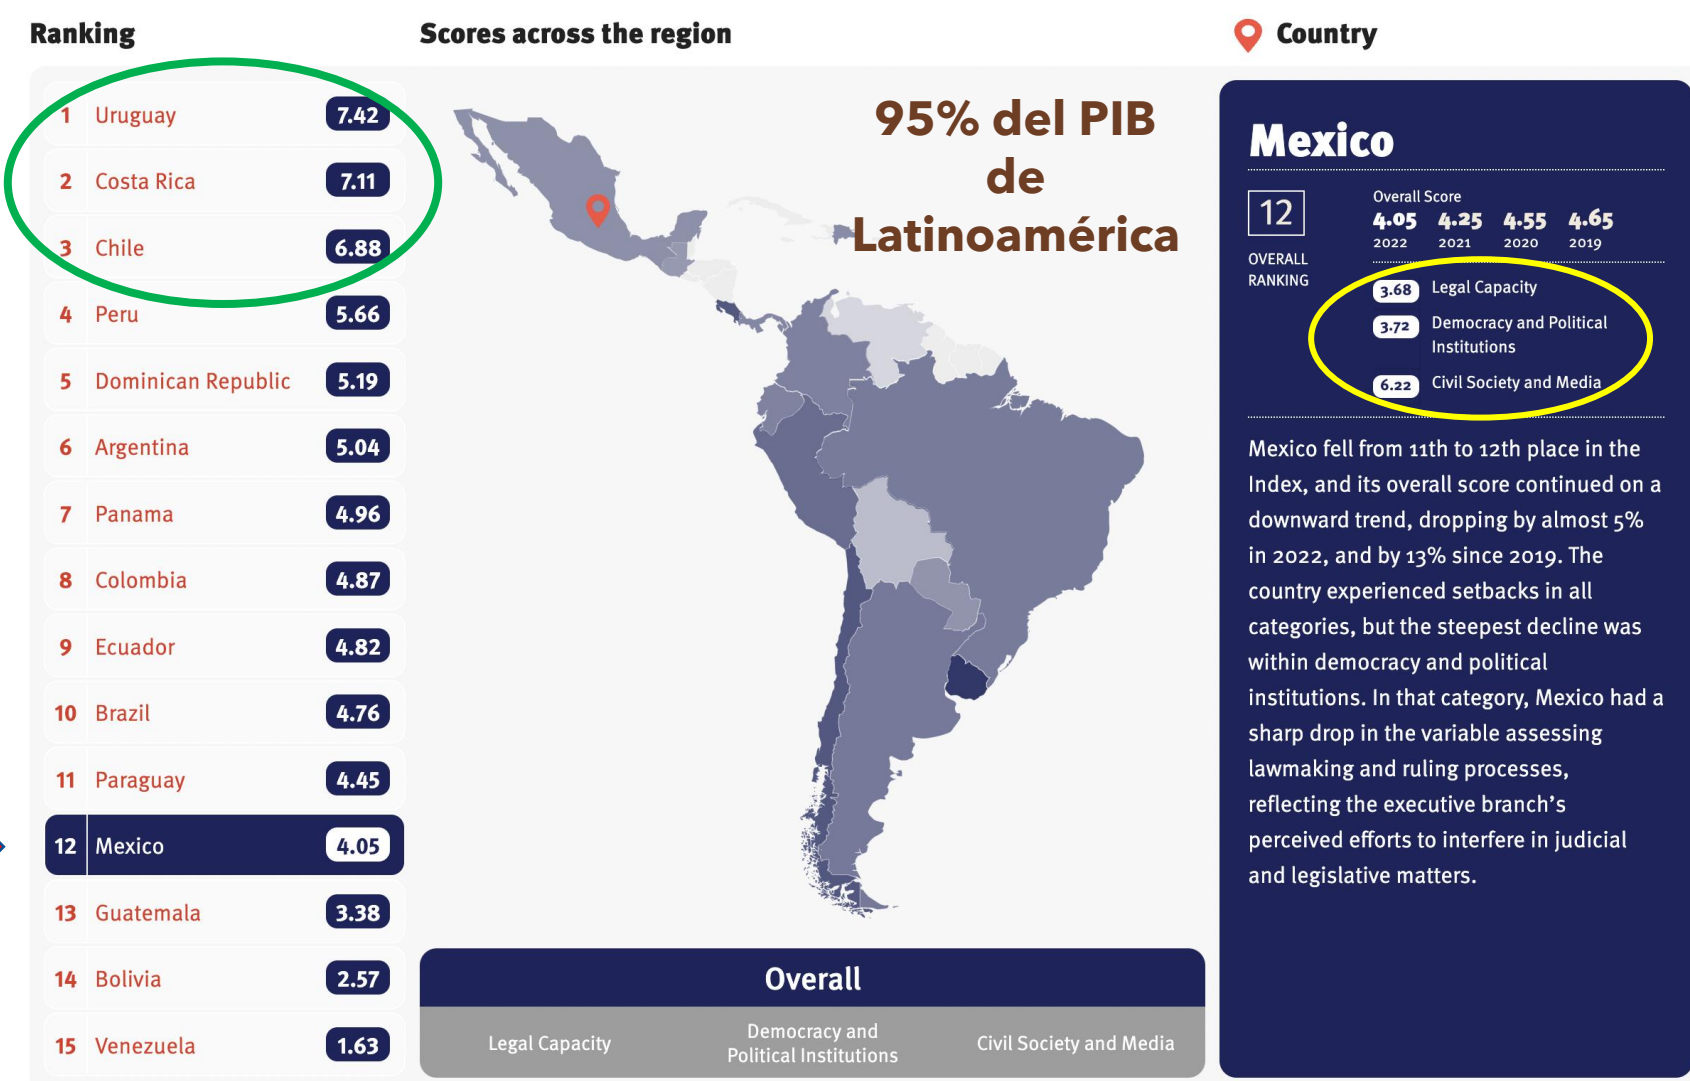 Ranking
Scores across the region
Country
1 Uruguay 7.42
2 Costa Rica 7.11
3 Chile 6.88
4 Peru 5.66
5 Dominican Republic 5.19
6 Argentina 5.04
7 Panama 4.96
8 Colombia 4.87
9 Ecuador 4.82
10 Brazil 4.76
11 Paraguay 4.45
12 Mexico 4.05
13 Guatemala 3.38
14 Bolivia 2.57
15 Venezuela 1.63
95% del PIB
de
Latinoamérica
Overall
Legal Capacity
Democracy and
Political Institutions
Civil Society and Media
Mexico
12
OVERALL
RANKING
Overall Score
4.05 4.25 4.55 4.65
2022 2021 2020 2019
3.68 Legal Capacity
3.72 Democracy and Political
Institutions
6.22 Civil Society and Media
Mexico fell from 11th to 12th place in the
Index, and its overall score continued on a
downward trend, dropping by almost 5%
in 2022, and by 13% since 2019. The
country experienced setbacks in all
categories, but the steepest decline was
within democracy and political
institutions. In that category, Mexico had a
sharp drop in the variable assessing
lawmaking and ruling processes,
reflecting the executive branch's
perceived efforts to interfere in judicial
and legislative matters.